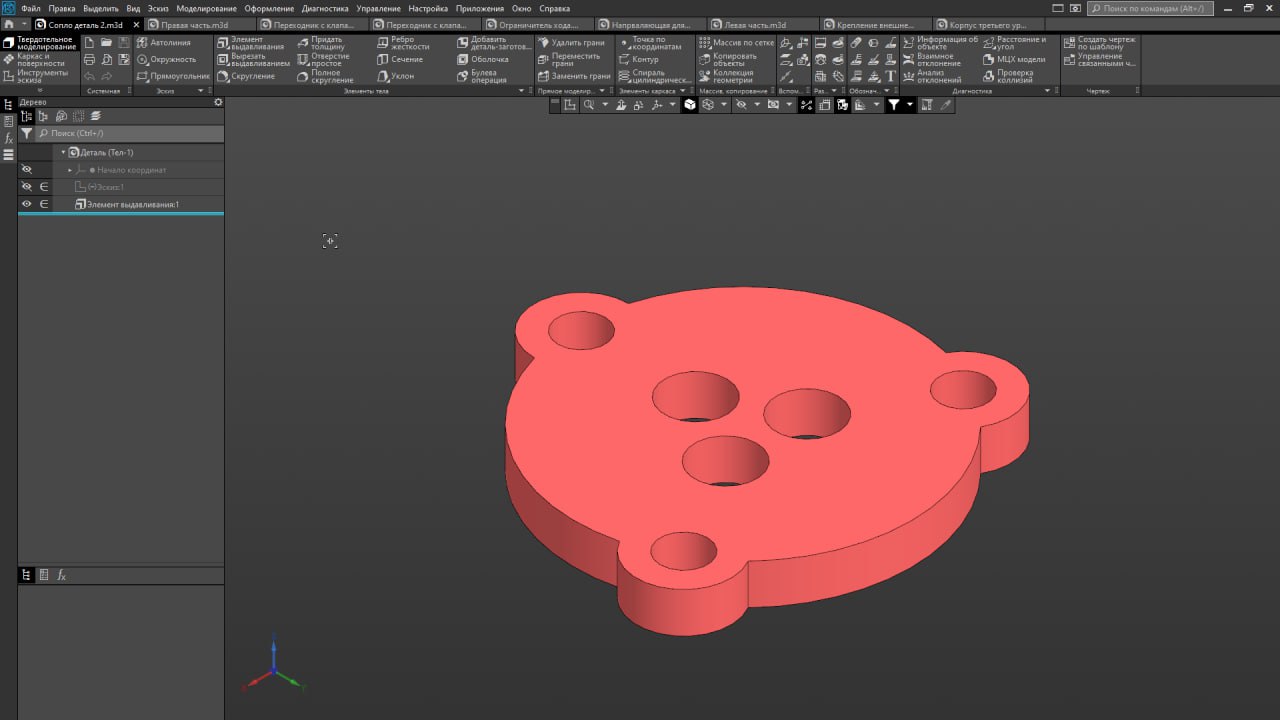 Файл Правка Выделить Вид Эскиз Моделирование Оформление Диагностика Управление Настройка Приложения Окно Справка
Поиск по командам (Alt+/)
Сопло деталь 2.m3d
Правая часть.m3d
Переходник с клапа...
Переходник с клапа...
Ограничитель хода....
Напрваляющая для...
Левая часть.m3d
Крепление внешне...
Корпус третьего ур...
Твердотельное моделирование
Каркас и поверхности
Инструменты эскиза
Системная
Автолиния
Окружность
Прямоугольник
Эскиз
Элемент выдавливания
Вырезать выдавливанием
Скругление
Придать толщину
Отверстие простое
Полное скругление
Ребро жесткости
Сечение
Уклон
Добавить деталь-заготов...
Оболочка
Булева операция
Элементы тела
Удалить грани
Переместить грани
Заменить грани
Прямое моделир...
Точка по координатам
Контур
Спираль цилиндрическ...
Элементы каркаса
Массив по сетке
Копировать объекты
Коллекция геометрии
Массив, копирование
Вспом...
Раз...
Обознач...
Информация об объекте
Взаимное отклонение
Анализ отклонений
Расстояние и угол
МЦХ модели
Проверка коллизий
Диагностика
Создать чертеж по шаблону
Управление связанными ч...
Чертеж
Дерево
Поиск (Ctrl+/)
Деталь (Тел-1)
Начало координат
(-)Эскиз:1
Элемент выдавливания:1